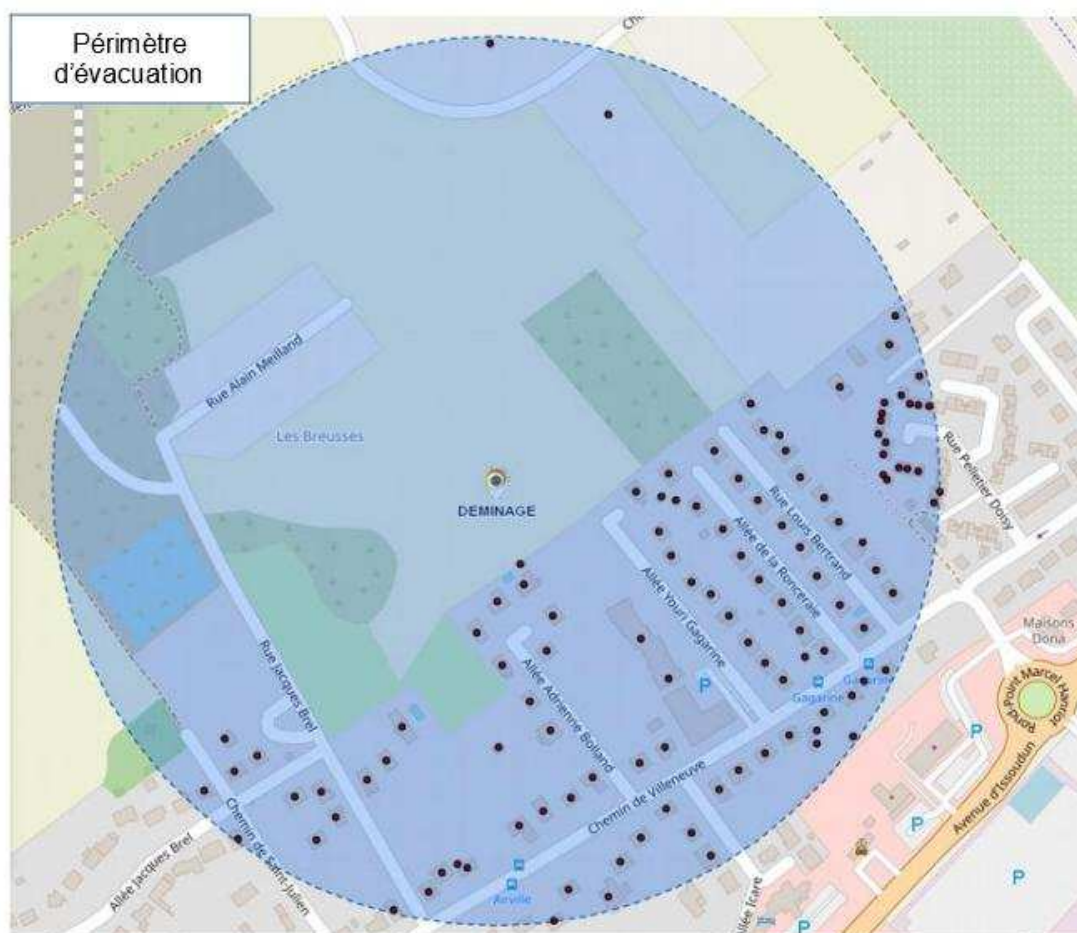 Périmètre
d'évacuation
Rue Alain Meilland
Les Breusses
DEMINAGE
Rue Pelletier Doisy
Rue Louis Bertrand
Allée de la Ronceraie
Allée Youri Gagarine
Allée Adrienne Bolland
Rue Jacques Brel
P
Gagarine
Gagarine
Maisons
Dona
Rond-Point Marcel Hanriot
P
Chemin de Villeneuve
Avenue d'Issoudun
Chemin de Saint-Julien
Allée Jacques Brel
P
P
Airville
Allée Icare
P